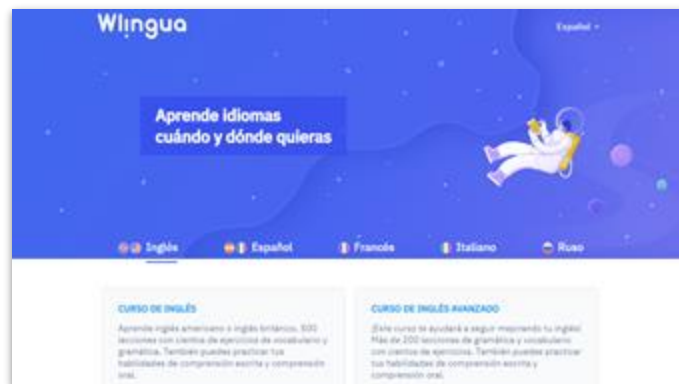 Wlingua
Español
Aprende idiomas
cuándo y dónde quieras
Inglés
Español
Francés
Italiano
Ruso
CURSO DE INGLÉS
Aprende inglés americano o inglés británico. 600
lecciones con cientos de ejercicios de vocabulario y
gramática. También puedes practicar tus
habilidades de comprensión escrita y comprensión
oral.
CURSO DE INGLÉS AVANZADO
¡Este curso te ayudará a seguir mejorando tu inglés!
Más de 200 lecciones de gramática y vocabulario
con cientos de ejercicios. También puedes practicar
tus habilidades de comprensión escrita y
comprensión oral.